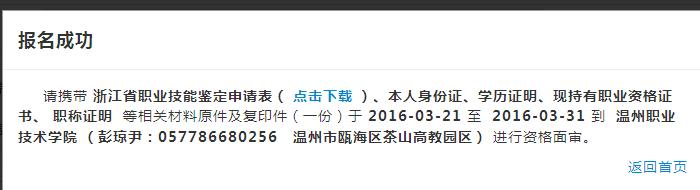 报名成功
请携带 浙江省职业技能鉴定申请表（ 点击下载 ）、本人身份证、学历证明、现持有职业资格证
书、 职称证明 等相关材料原件及复印件（一份）于 2016-03-21 至 2016-03-31 到 温州职业
技术学院 （ 彭琼尹：057786680256 温州市瓯海区茶山高教园区 ） 进行资格面审。
返回首页